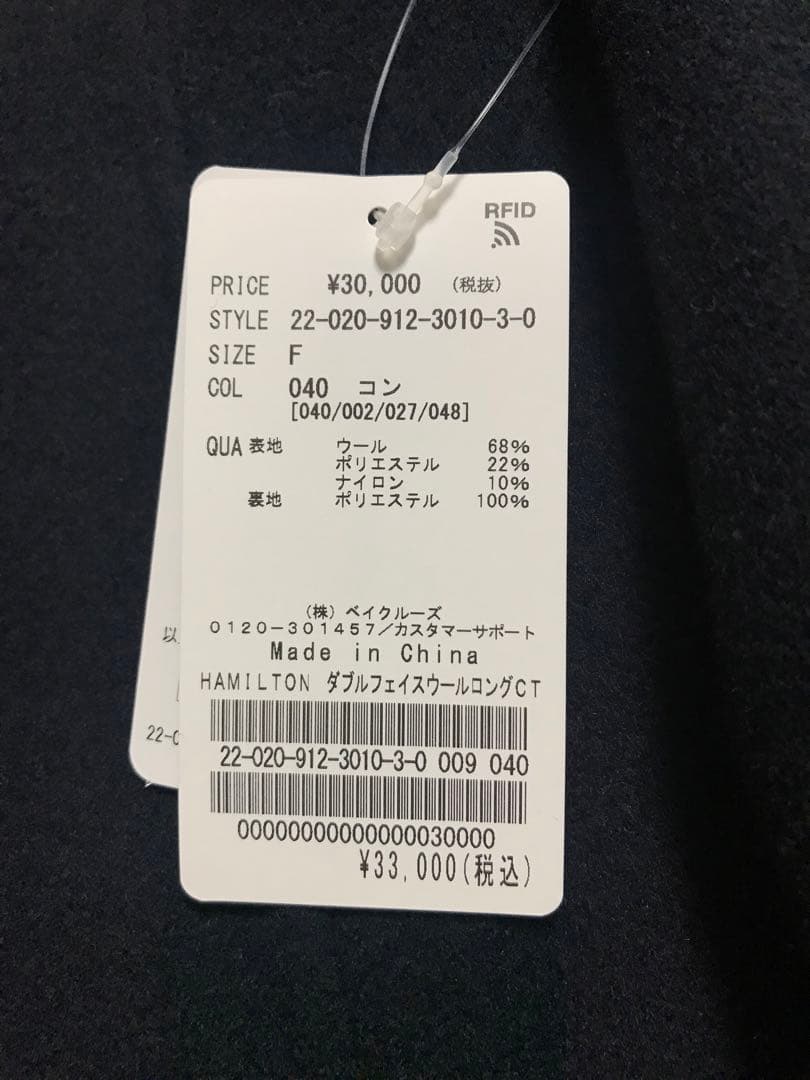 RFID
PRICE ¥30,000 (税抜)
STYLE 22-020-912-3010-3-0
SIZE F
COL 040 コン
[040/002/027/048]
QUA 表地 ウール 68%
ポリエステル 22%
ナイロン 10%
裏地 ポリエステル 100%
(株) ベイクルーズ
0120-301457/カスタマーサポート
Made in China
HAMILTON ダブルフェイスウールロングCT
22-020-912-3010-3-0 009 040
00000000000000030000
¥33,000(税込)
以
22-0